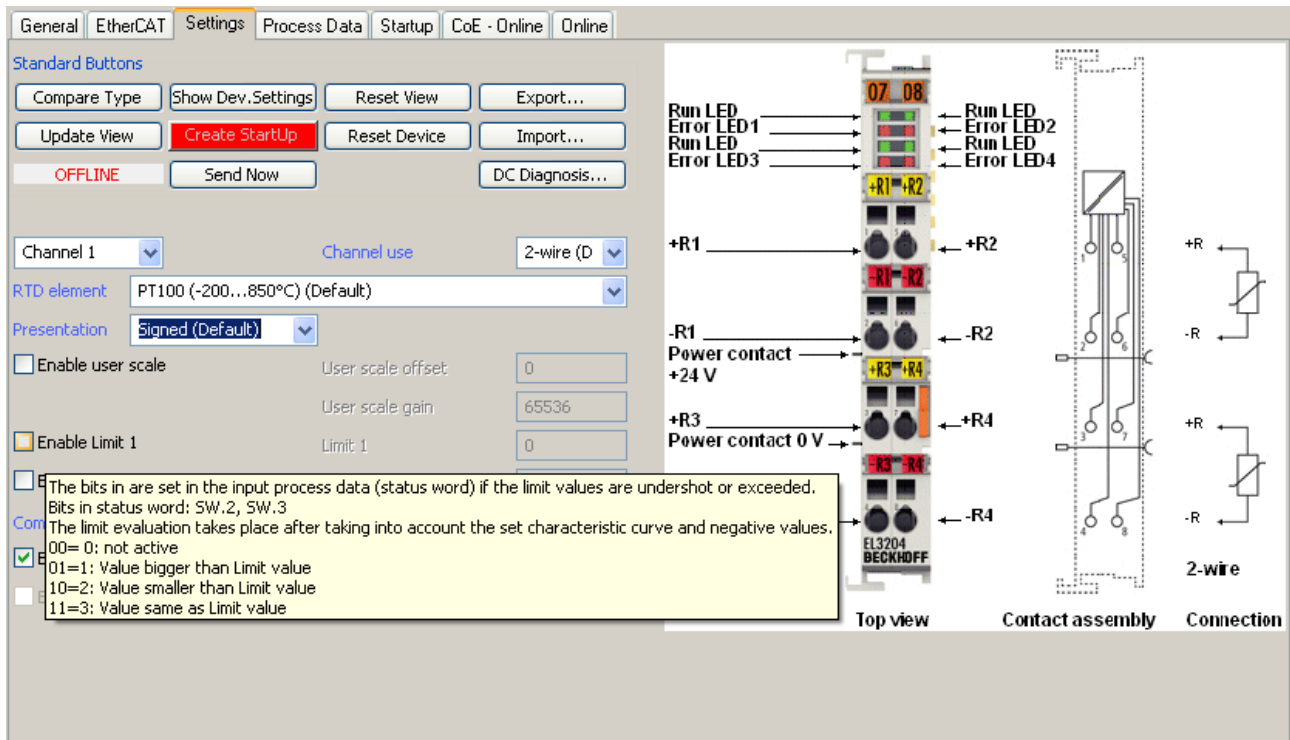 General EtherCAT Settings Process Data Startup CoE - Online Online
Standard Buttons
Compare Type Show Dev.Settings Reset View Export...
Update View Create StartUp Reset Device Import...
OFFLINE Send Now DC Diagnosis...
Channel 1 Channel use 2-wire (D
RTD element PT100 (-200...850°C) (Default)
Presentation Signed (Default)
Enable user scale User scale offset 0
User scale gain 65536
Enable Limit 1 Limit 1 0
The bits in are set in the input process data (status word) if the limit values are undershot or exceeded.
Bits in status word: SW.2, SW.3
The limit evaluation takes place after taking into account the set characteristic curve and negative values.
00= 0: not active
01=1: Value bigger than Limit value
10=2: Value smaller than Limit value
11=3: Value same as Limit value
07 08
Run LED Run LED
Error LED1 Error LED2
Run LED Run LED
Error LED3 Error LED4
+R1 +R2
+R1 +R2
-R1 -R2
-R1 -R2
Power contact
+24 V
+R3 +R4
+R3 +R4
Power contact 0 V
-R3 -R4
-R4
EL3204
BECKHOFF
Top view
1 5
2 6
3 7
4 8
Contact assembly
+R
-R
+R
-R
2-wire
Connection